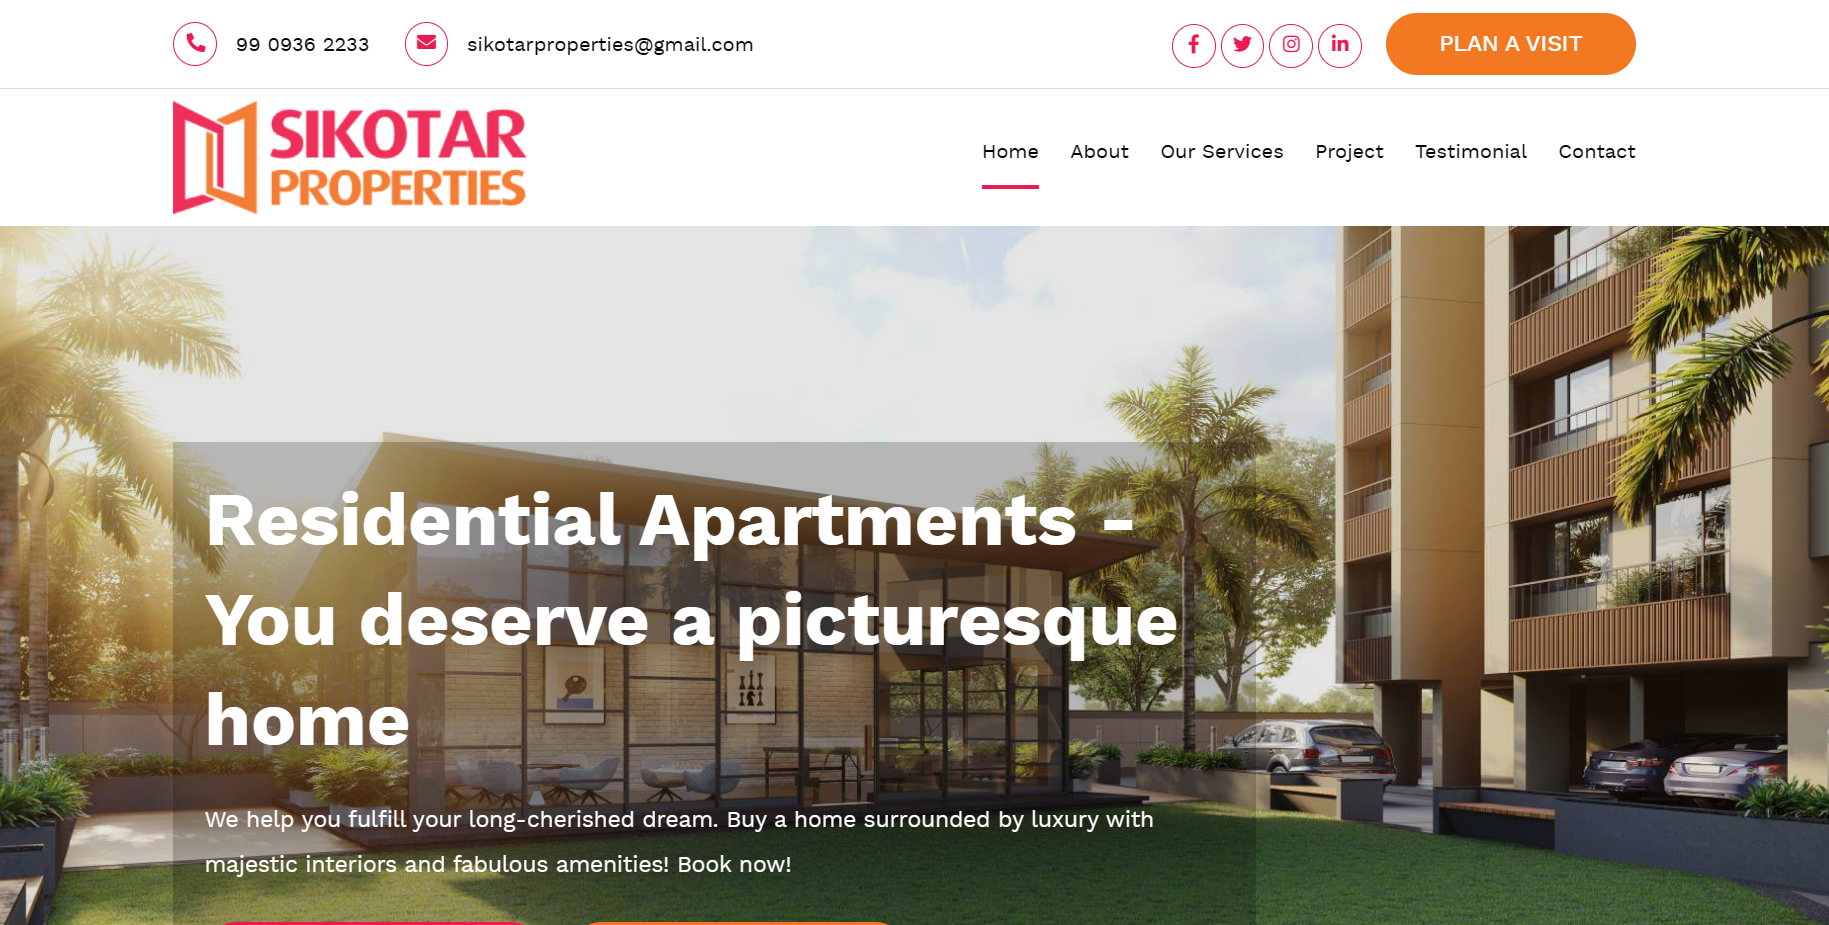 99 0936 2233 sikotarproperties@gmail.com PLAN A VISIT
SIKOTAR
PROPERTIES
Home About Our Services Project Testimonial Contact
Residential Apartments -
You deserve a picturesque
home
We help you fulfill your long-cherished dream. Buy a home surrounded by luxury with
majestic interiors and fabulous amenities! Book now!